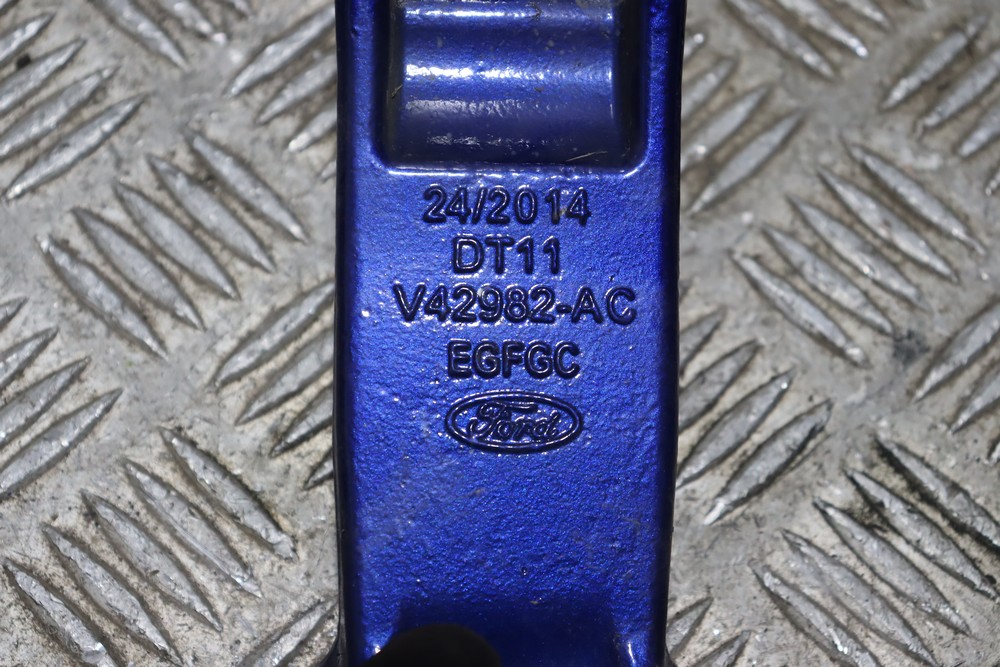 24/2014
DT11
V42982-AC
EGFGC
Ford